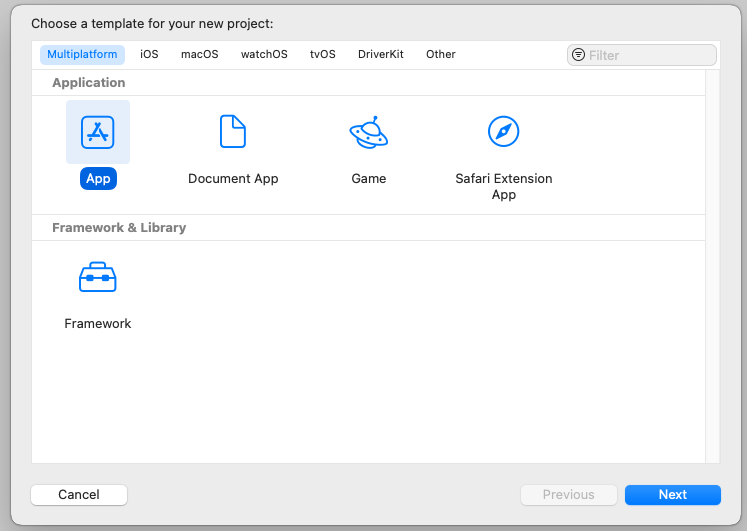 Choose a template for your new project:
Multiplatform iOS macOS watchOS tvOS DriverKit Other Filter
Application
App Document App Game Safari Extension
App
Framework & Library
Framework
Cancel Previous Next